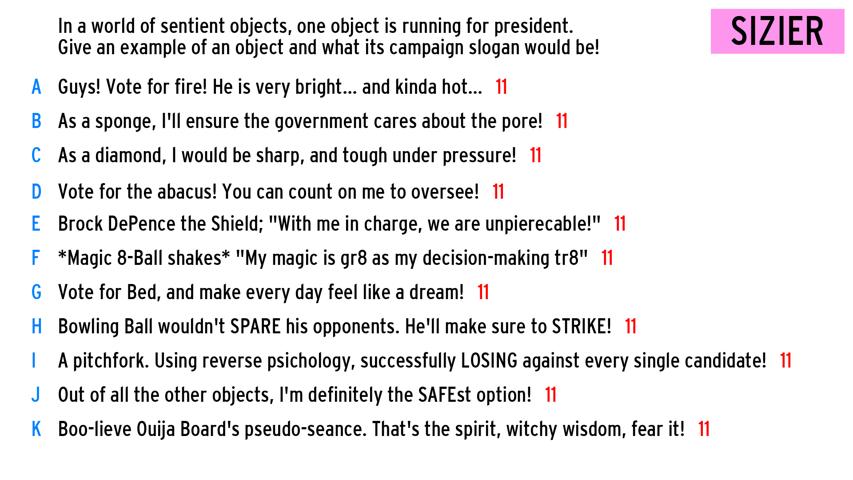 In a world of sentient objects, one object is running for president.
Give an example of an object and what its campaign slogan would be!
SIZIER
A Guys! Vote for fire! He is very bright... and kinda hot... 11
B As a sponge, I'll ensure the government cares about the pore! 11
C As a diamond, I would be sharp, and tough under pressure! 11
D Vote for the abacus! You can count on me to oversee! 11
E Brock DePence the Shield; "With me in charge, we are unpierecable!" 11
F *Magic 8-Ball shakes* "My magic is gr8 as my decision-making tr8" 11
G Vote for Bed, and make every day feel like a dream! 11
H Bowling Ball wouldn't SPARE his opponents. He'll make sure to STRIKE! 11
I A pitchfork. Using reverse psichology, successfully LOSING against every single candidate! 11
J Out of all the other objects, I'm definitely the SAFEst option! 11
K Boo-lieve Ouija Board's pseudo-seance. That's the spirit, witchy wisdom, fear it! 11